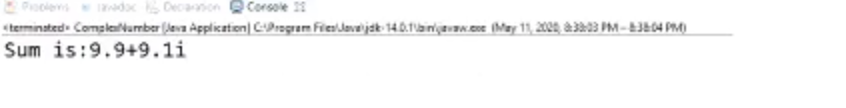 Problems Javadoc Declaration Console
<terminated> ComplexNumber [Java Application] C:\Program Files\Java\jdk-14.0.1\bin\javaw.exe (May 11, 2020, 8:38:03 PM – 8:38:04 PM)
Sum is:9.9+9.1i